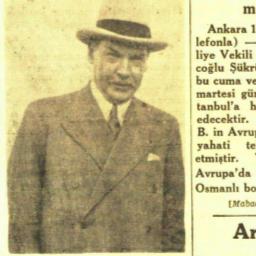 m
Ankara 1
lefonla) —
liye Vekili
coğlu Şükrü
bu cuma ve
martesi gün
tanbul'a h
edecektir.
B. in Avrup
yahati te
etmiştir.
Avrupa'da
Osmanlı bo
[Maba
Ar